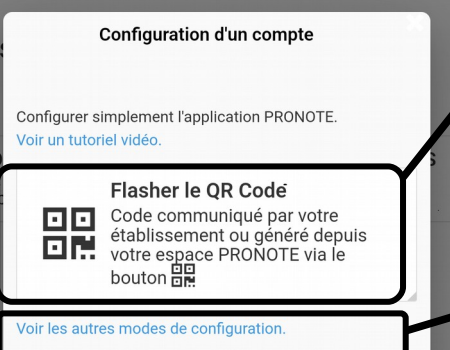 Configuration d'un compte
Configurer simplement l'application PRONOTE.
Voir un tutoriel vidéo.
Flasher le QR Code
Code communiqué par votre
établissement ou généré depuis
votre espace PRONOTE via le
bouton
Voir les autres modes de configuration.